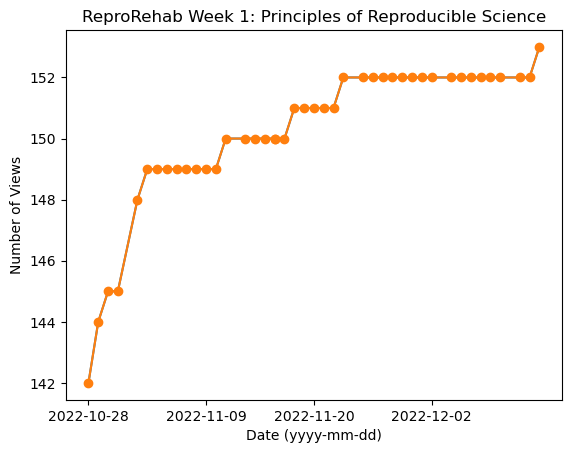 ReproRehab Week 1: Principles of Reproducible Science
Number of Views
152
150
148
146
144
142
2022-10-28 2022-11-09 2022-11-20 2022-12-02
Date (yyyy-mm-dd)